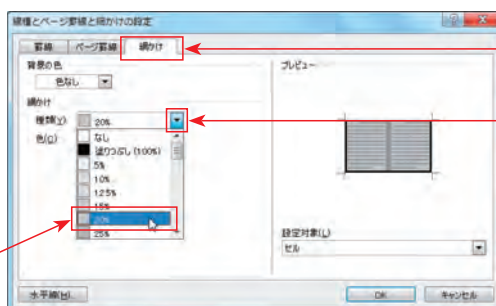 線種とページ罫線と網かけの設定
罫線 ページ罫線 網かけ
背景の色
色なし
網かけ
種類(Y) 20%
色(C)
なし
塗りつぶし (100%)
5%
10%
12.5%
15%
20%
25%
プレビュー
設定対象(L)
セル
水平線(H)...
OK キャンセル